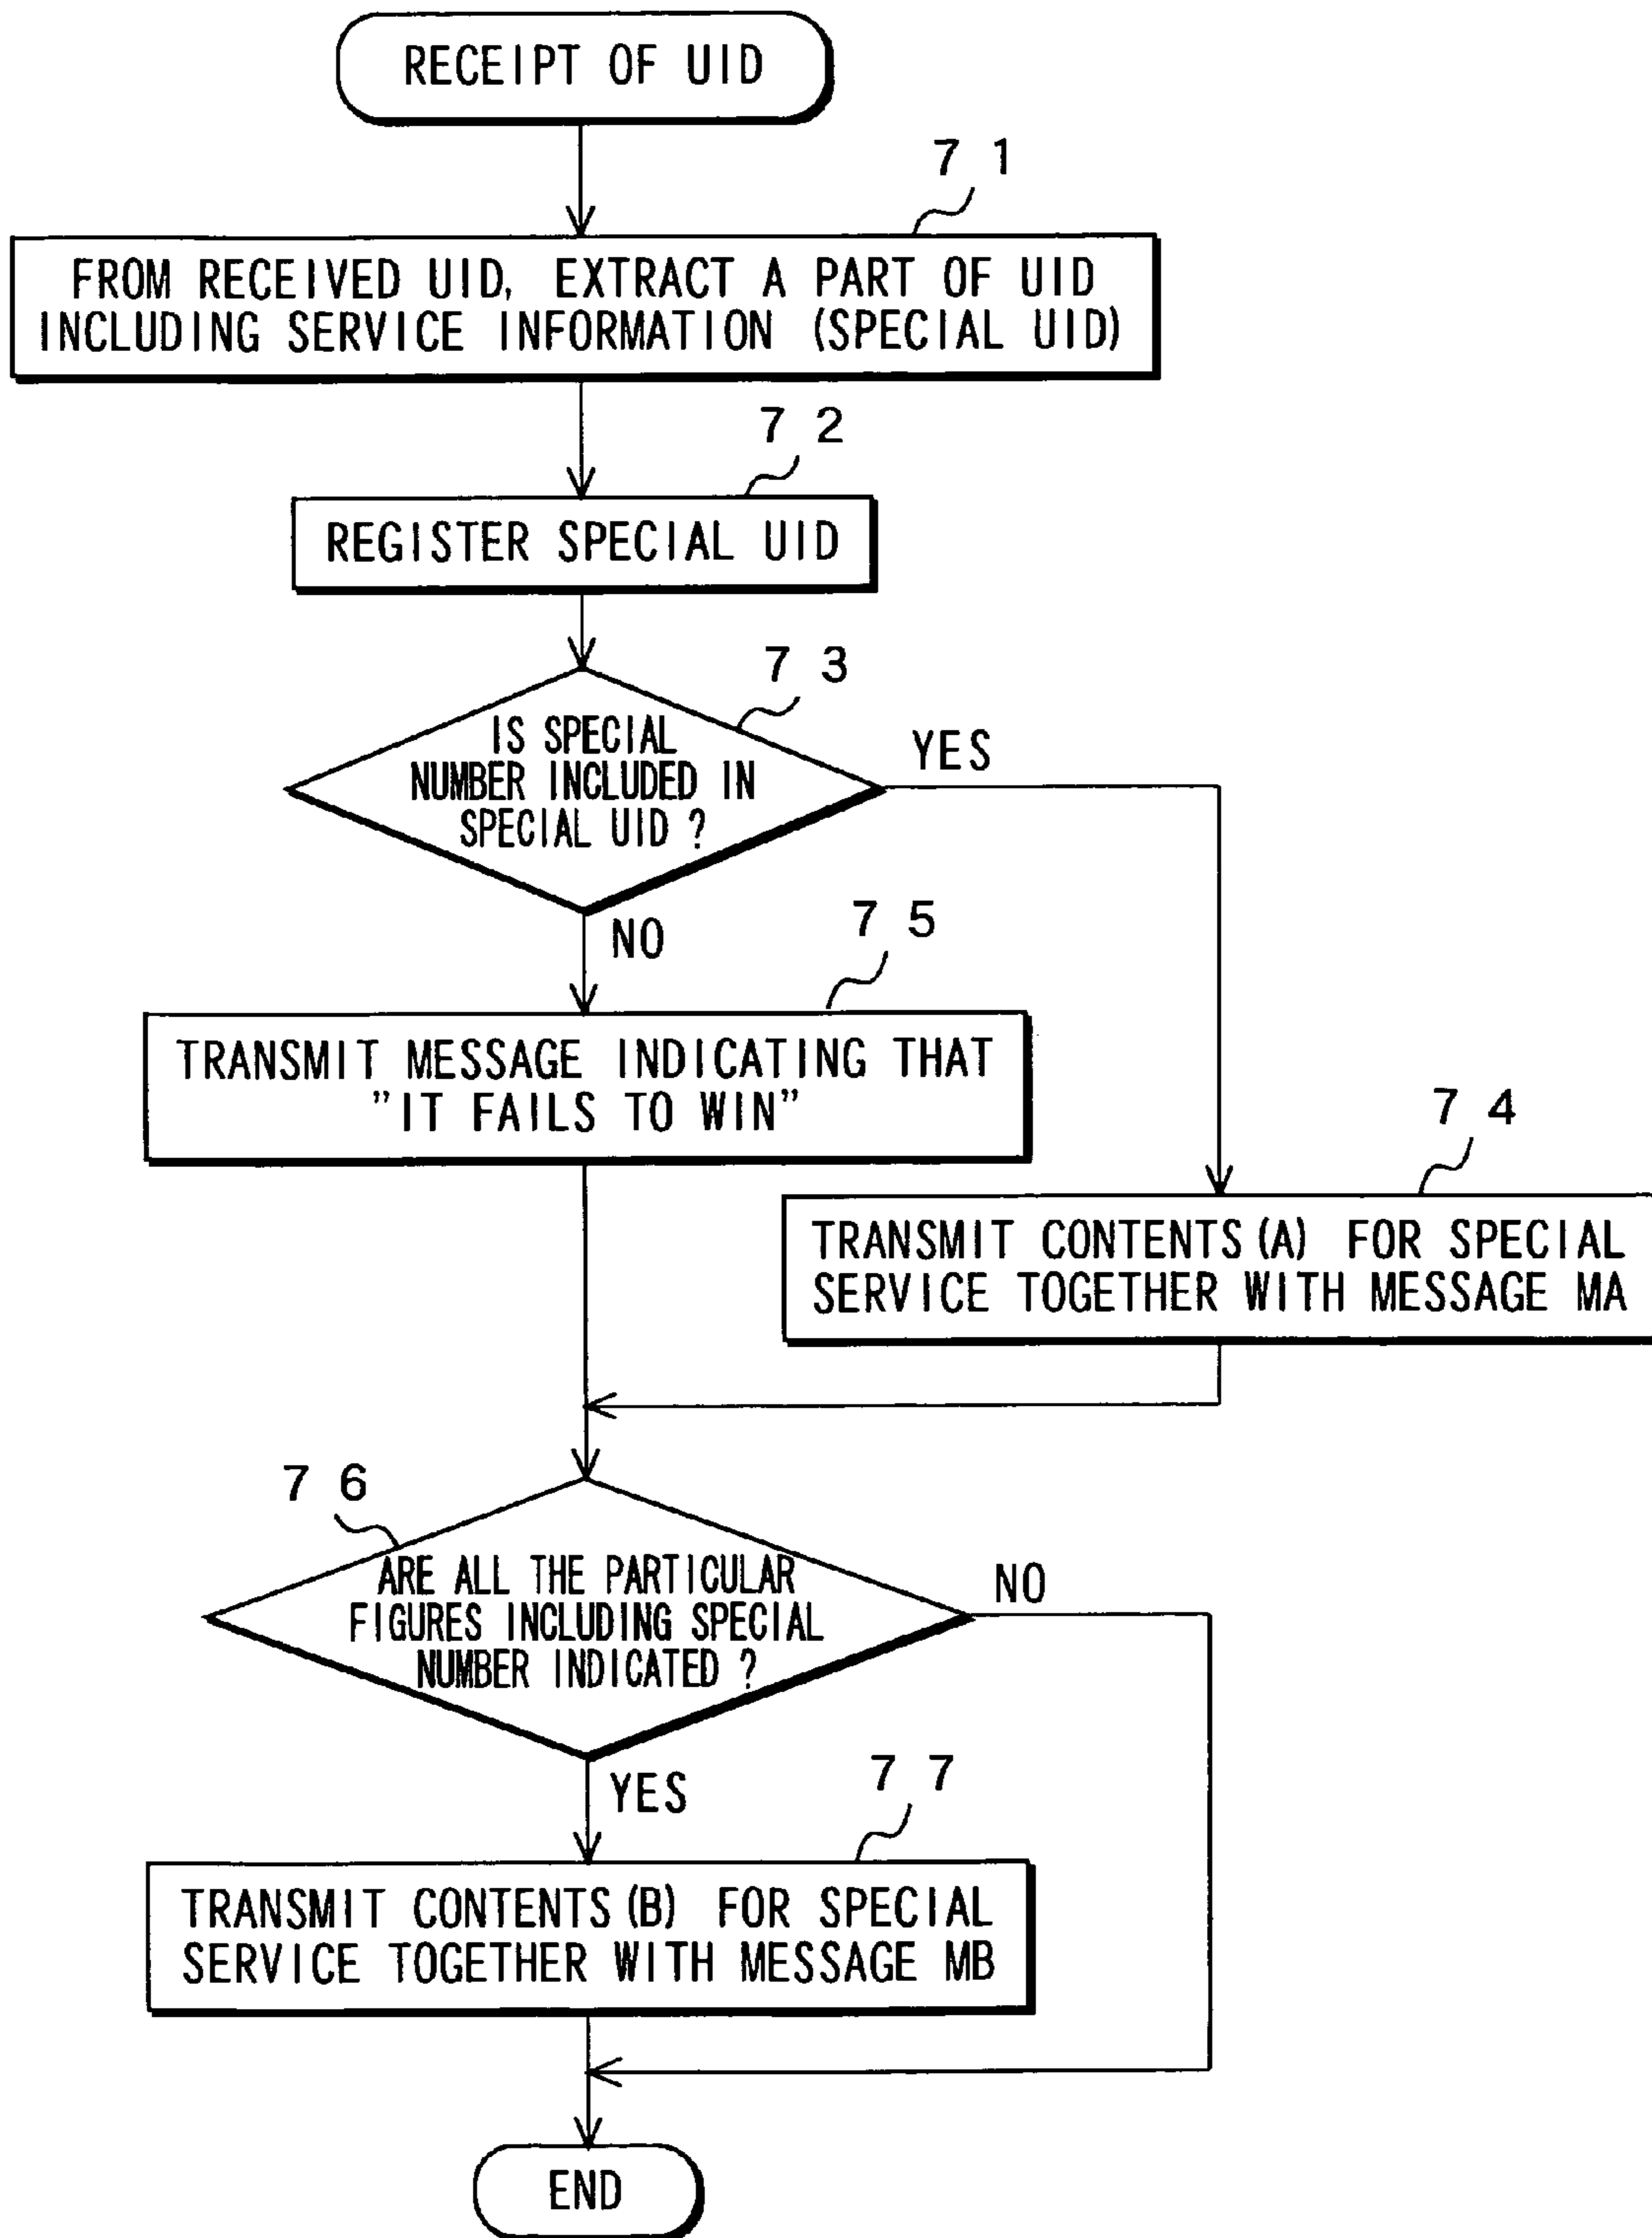 RECEIPT OF UID
7 1
FROM RECEIVED UID, EXTRACT A PART OF UID
INCLUDING SERVICE INFORMATION (SPECIAL UID)
7 2
REGISTER SPECIAL UID
7 3
IS SPECIAL
NUMBER INCLUDED IN
SPECIAL UID ?
YES
NO
7 5
TRANSMIT MESSAGE INDICATING THAT
"IT FAILS TO WIN"
7 4
TRANSMIT CONTENTS (A) FOR SPECIAL
SERVICE TOGETHER WITH MESSAGE MA
7 6
ARE ALL THE PARTICULAR
FIGURES INCLUDING SPECIAL
NUMBER INDICATED ?
NO
YES
7 7
TRANSMIT CONTENTS (B) FOR SPECIAL
SERVICE TOGETHER WITH MESSAGE MB
END